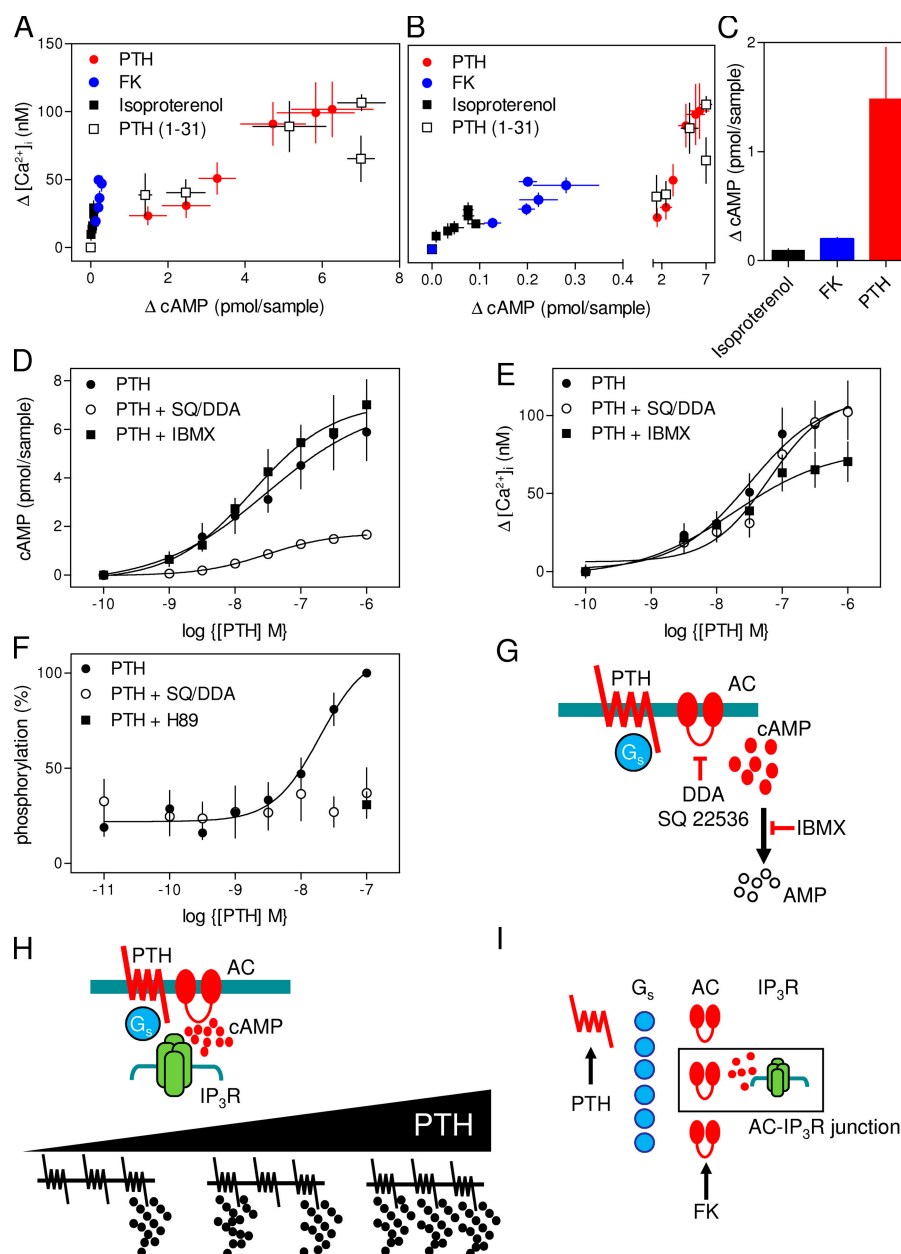 A
150
100
50
0
Δ [Ca²⁺]ᵢ (nM)
PTH
FK
Isoproterenol
PTH (1-31)
0 2 4 6 8
Δ cAMP (pmol/sample)
B
PTH
FK
Isoproterenol
PTH (1-31)
0.0 0.1 0.2 0.3 0.4 2 7
Δ cAMP (pmol/sample)
C
2
1
0
Δ cAMP (pmol/sample)
Isoproterenol
FK
PTH
D
8
6
4
2
0
cAMP (pmol/sample)
PTH
PTH + SQ/DDA
PTH + IBMX
-10 -9 -8 -7 -6
log {[PTH] M}
E
100
50
0
Δ [Ca²⁺]ᵢ (nM)
PTH
PTH + SQ/DDA
PTH + IBMX
-10 -9 -8 -7 -6
log {[PTH] M}
F
100
50
0
phosphorylation (%)
PTH
PTH + SQ/DDA
PTH + H89
-11 -10 -9 -8 -7
log {[PTH] M}
G
PTH
AC
Gₛ
cAMP
DDA
SQ 22536
IBMX
AMP
H
PTH
AC
Gₛ
cAMP
IP₃R
PTH
I
Gₛ AC IP₃R
PTH
AC-IP₃R junction
FK